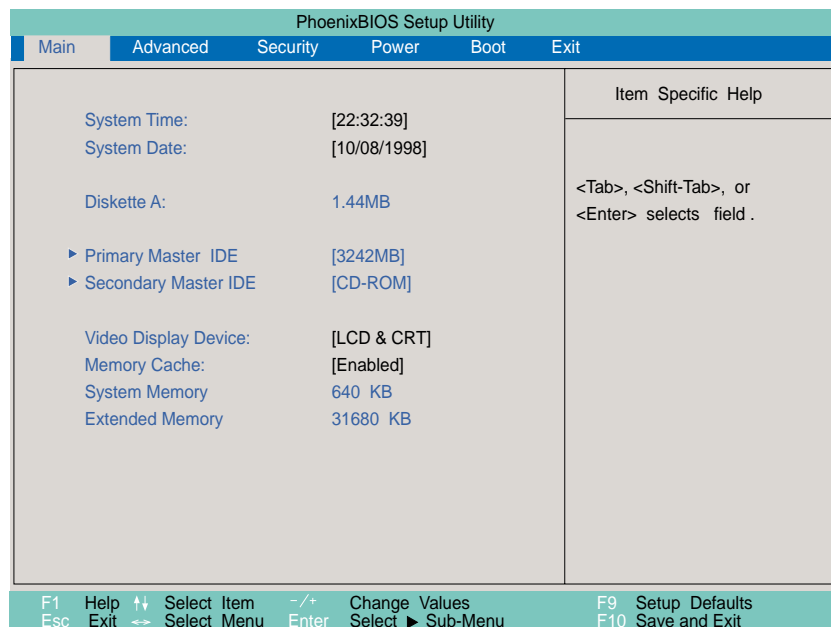 PhoenixBIOS Setup Utility
Main Advanced Security Power Boot Exit
Item Specific Help
System Time: [22:32:39]
System Date: [10/08/1998]
<Tab>, <Shift-Tab>, or
<Enter> selects field .
Diskette A: 1.44MB
Primary Master IDE [3242MB]
Secondary Master IDE [CD-ROM]
Video Display Device: [LCD & CRT]
Memory Cache: [Enabled]
System Memory 640 KB
Extended Memory 31680 KB
F1 Help ↑↓ Select Item -/+ Change Values F9 Setup Defaults
Esc Exit ↔ Select Menu Enter Select ▶ Sub-Menu F10 Save and Exit